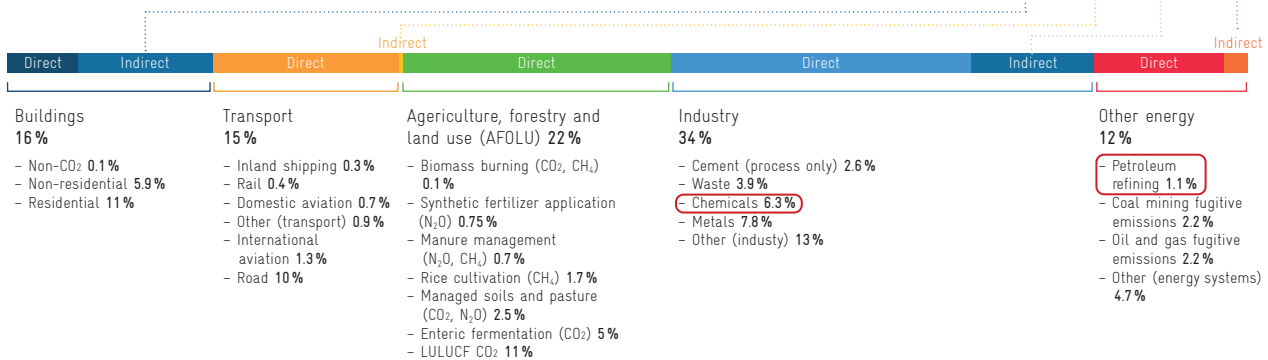 Indirect
Indirect
Direct
Indirect
Direct
Direct
Direct
Indirect
Direct
Buildings
16 %
– Non-CO₂ 0.1 %
– Non-residential 5.9 %
– Residential 11 %
Transport
15 %
– Inland shipping 0.3 %
– Rail 0.4 %
– Domestic aviation 0.7 %
– Other (transport) 0.9 %
– International
aviation 1.3 %
– Road 10 %
Agericulture, forestry and
land use (AFOLU) 22 %
– Biomass burning (CO₂, CH₄)
0.1 %
– Synthetic fertilizer application
(N₂O) 0.75 %
– Manure management
(N₂O, CH₄) 0.7 %
– Rice cultivation (CH₄) 1.7 %
– Managed soils and pasture
(CO₂, N₂O) 2.5 %
– Enteric fermentation (CO₂) 5 %
– LULUCF CO₂ 11 %
Industry
34 %
– Cement (process only) 2.6 %
– Waste 3.9 %
– Chemicals 6.3 %
– Metals 7.8 %
– Other (industy) 13 %
Other energy
12 %
– Petroleum
refining 1.1 %
– Coal mining fugitive
emissions 2.2 %
– Oil and gas fugitive
emissions 2.2 %
– Other (energy systems)
4.7 %